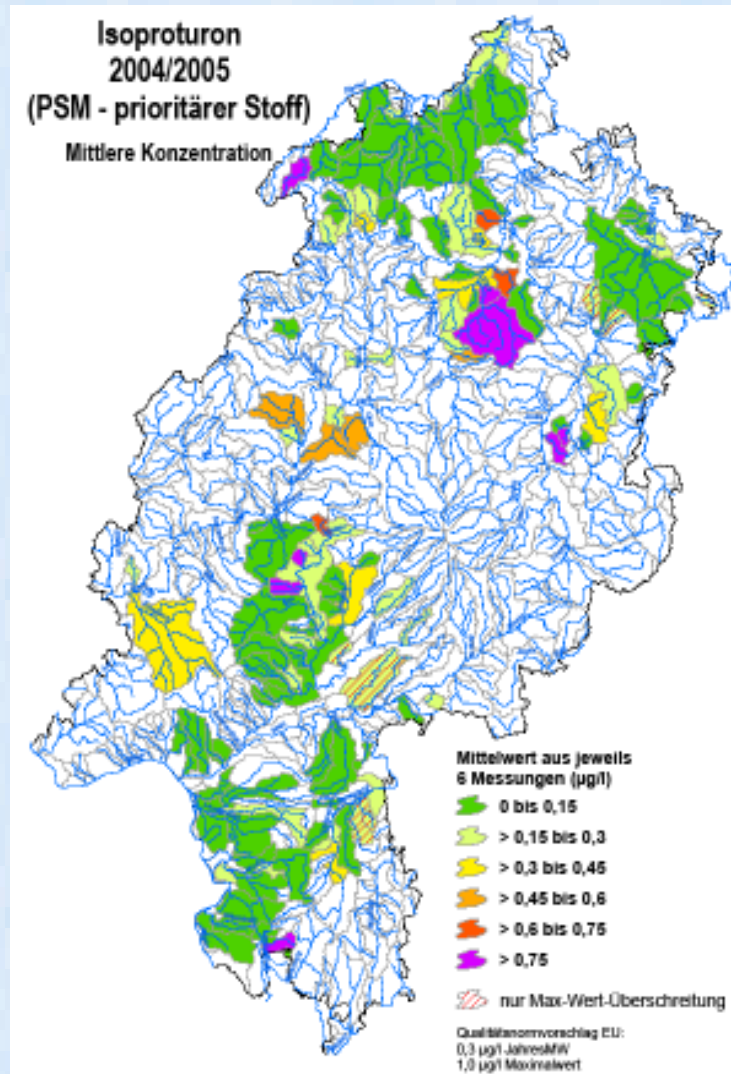 Isoproturon
2004/2005
(PSM - prioritärer Stoff)
Mittlere Konzentration
Mittelwert aus jeweils
6 Messungen (µg/l)
0 bis 0,15
> 0,15 bis 0,3
> 0,3 bis 0,45
> 0,45 bis 0,6
> 0,6 bis 0,75
> 0,75
nur Max-Wert-Überschreitung
Qualitätsnormvorschlag EU:
0,3 µg/l JahresMW
1,0 µg/l Maximalwert